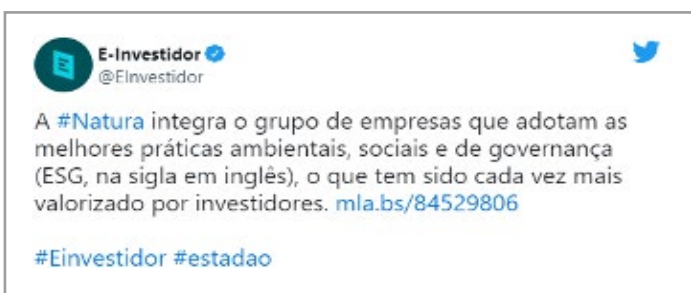 E-Investidor
@EInvestidor
A #Natura integra o grupo de empresas que adotam as
melhores práticas ambientais, sociais e de governança
(ESG, na sigla em inglês), o que tem sido cada vez mais
valorizado por investidores. mla.bs/84529806
#Einvestidor #estadao